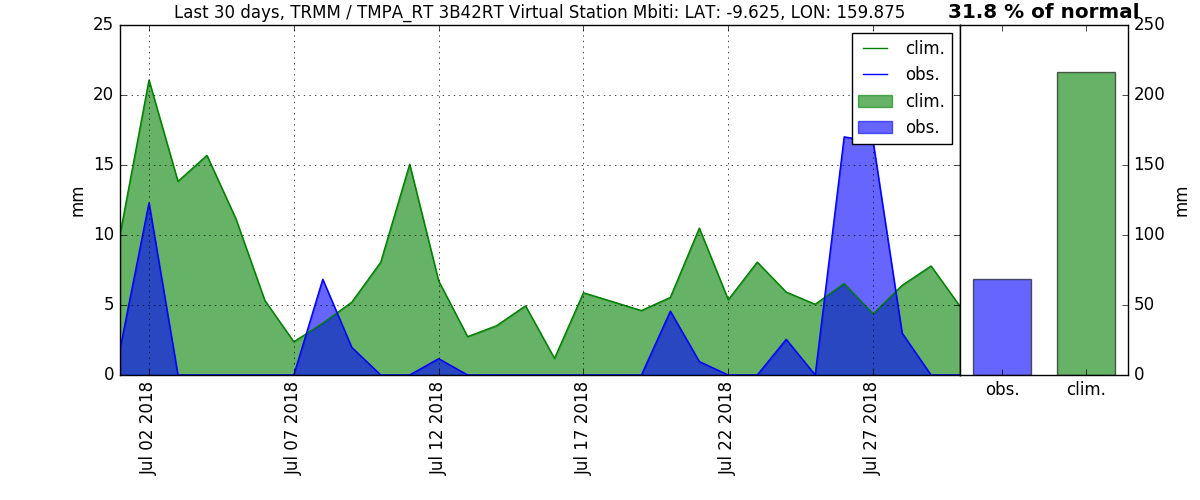 Last 30 days, TRMM / TMPA_RT 3B42RT Virtual Station Mbiti: LAT: -9.625, LON: 159.875
31.8 % of normal
25
20
15
10
5
0
mm
clim.
obs.
clim.
obs.
250
200
150
100
50
0
mm
obs.
clim.
Jul 02 2018
Jul 07 2018
Jul 12 2018
Jul 17 2018
Jul 22 2018
Jul 27 2018